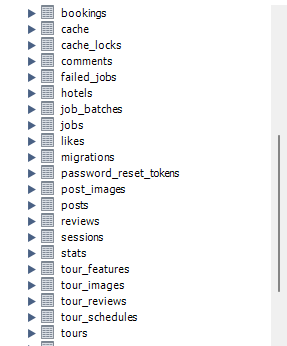 bookings
cache
cache_locks
comments
failed_jobs
hotels
job_batches
jobs
likes
migrations
password_reset_tokens
post_images
posts
reviews
sessions
stats
tour_features
tour_images
tour_reviews
tour_schedules
tours